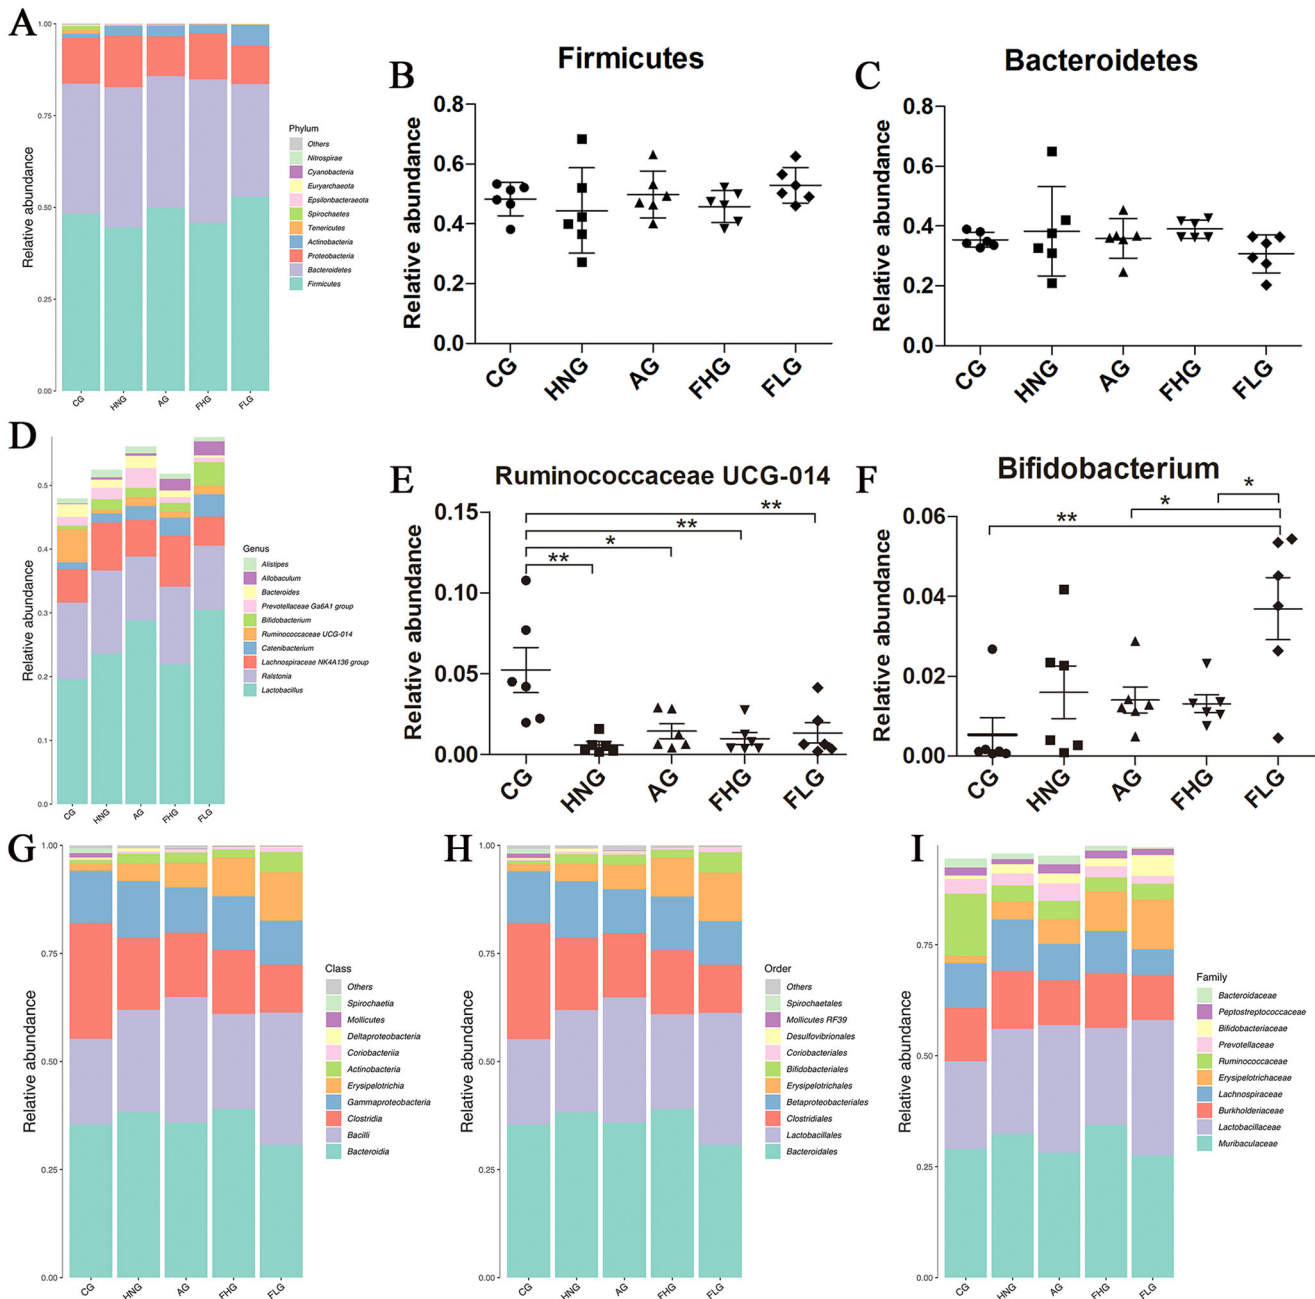 A
Relative abundance
1.00
0.75
0.50
0.25
0.00
CG
HNG
AG
FHG
FLG
Phylum
Others
Nitrospirae
Cyanobacteria
Euryarchaeota
Epsilonbacteraeota
Spirochaetes
Tenericutes
Actinobacteria
Proteobacteria
Bacteroidetes
Firmicutes
B
Firmicutes
Relative abundance
0.8
0.6
0.4
0.2
0.0
CG
HNG
AG
FHG
FLG
C
Bacteroidetes
Relative abundance
0.8
0.6
0.4
0.2
0.0
CG
HNG
AG
FHG
FLG
D
Relative abundance
0.5
0.4
0.3
0.2
0.1
0.0
CG
HNG
AG
FHG
FLG
Genus
Alistipes
Allobaculum
Bacteroides
Prevotellaceae Ga6A1 group
Bifidobacterium
Ruminococcaceae UCG-014
Catenibacterium
Lachnospiraceae NK4A136 group
Ralstonia
Lactobacillus
E
Ruminococcaceae UCG-014
Relative abundance
0.15
0.10
0.05
0.00
**
**
*
**
CG
HNG
AG
FHG
FLG
F
Bifidobacterium
Relative abundance
0.06
0.04
0.02
0.00
*
*
**
CG
HNG
AG
FHG
FLG
G
Relative abundance
1.00
0.75
0.50
0.25
0.00
CG
HNG
AG
FHG
FLG
Class
Others
Spirochaetia
Mollicutes
Deltaproteobacteria
Coriobacteriia
Actinobacteria
Erysipelotrichia
Gammaproteobacteria
Clostridia
Bacilli
Bacteroidia
H
Relative abundance
1.00
0.75
0.50
0.25
0.00
CG
HNG
AG
FHG
FLG
Order
Others
Spirochaetales
Mollicutes RF39
Desulfovibrionales
Coriobacteriales
Bifidobacteriales
Erysipelotrichales
Betaproteobacteriales
Clostridiales
Lactobacillales
Bacteroidales
I
Relative abundance
0.75
0.50
0.25
0.00
CG
HNG
AG
FHG
FLG
Family
Bacteroidaceae
Peptostreptococcaceae
Bifidobacteriaceae
Prevotellaceae
Ruminococcaceae
Erysipelotrichaceae
Lachnospiraceae
Burkholderiaceae
Lactobacillaceae
Muribaculaceae